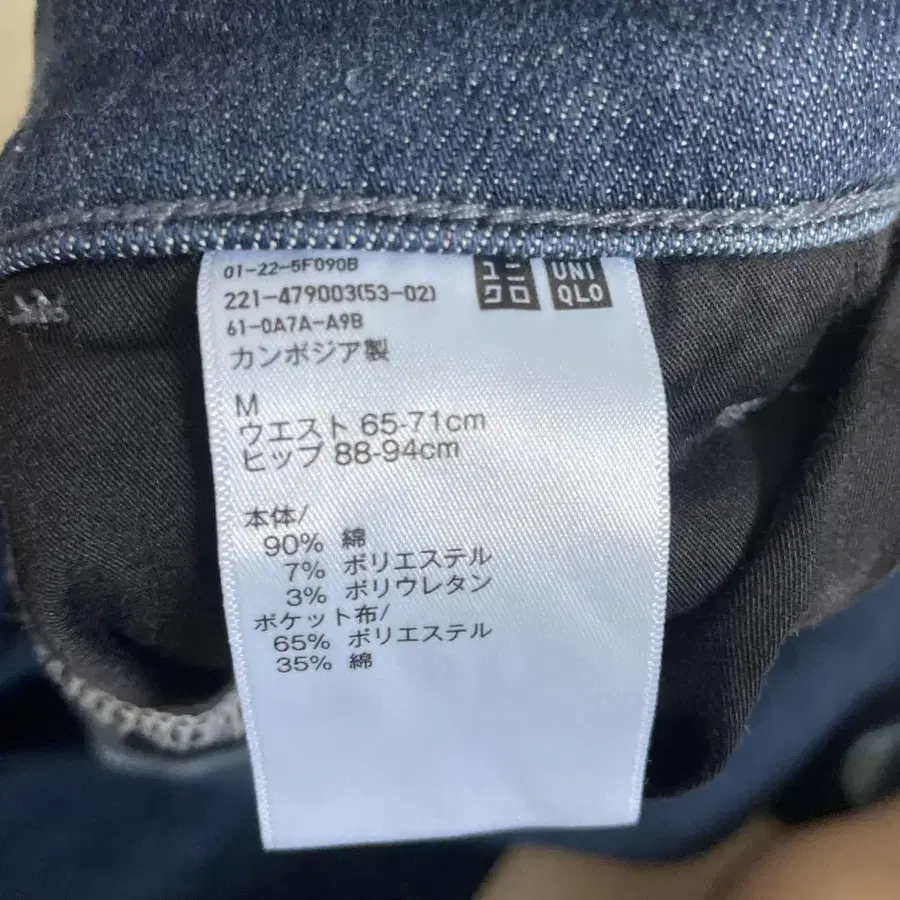 01-22-5F090B
221-479003(53-02)
61-0A7A-A9B
カンボジア製
ユニ
クロ
UNI
QLO
M
ウエスト 65-71cm
ヒップ 88-94cm
本体/
90% 綿
7% ポリエステル
3% ポリウレタン
ポケット布/
65% ポリエステル
35% 綿